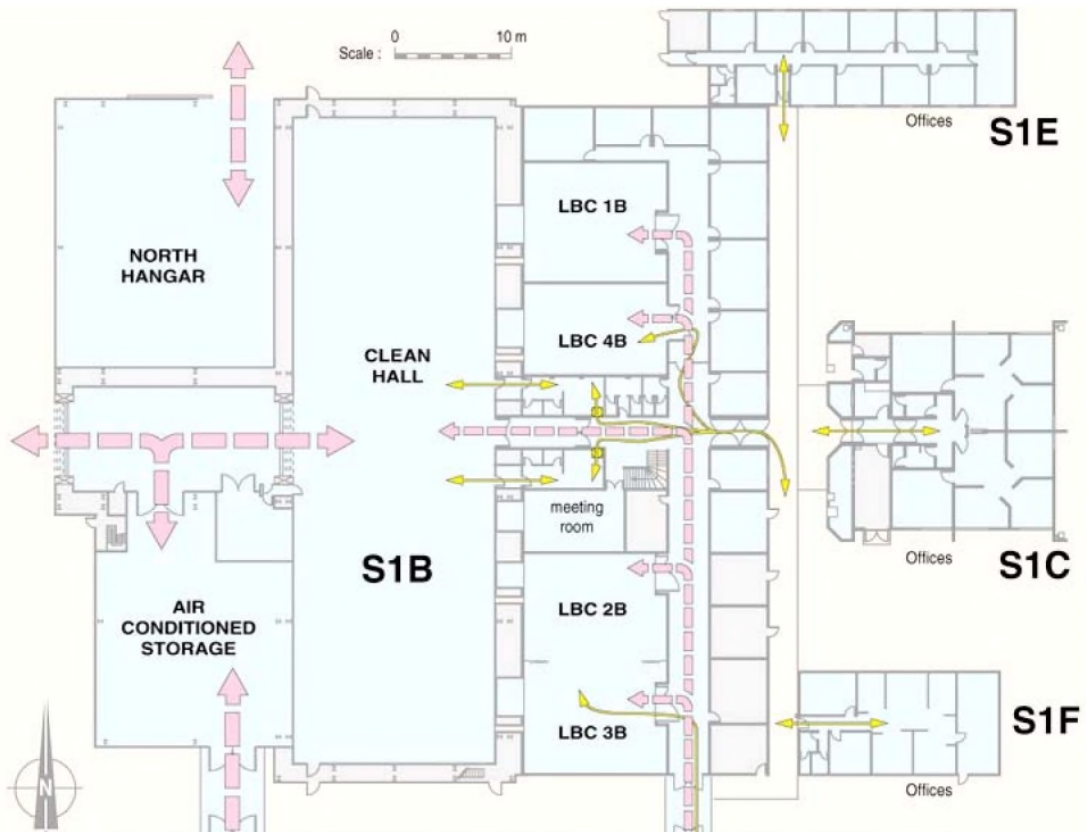 0 10 m
Scale :
Offices
S1E
LBC 1B
NORTH
HANGAR
LBC 4B
CLEAN
HALL
meeting
room
Offices
S1C
S1B
AIR
CONDITIONED
STORAGE
LBC 2B
LBC 3B
S1F
Offices
N